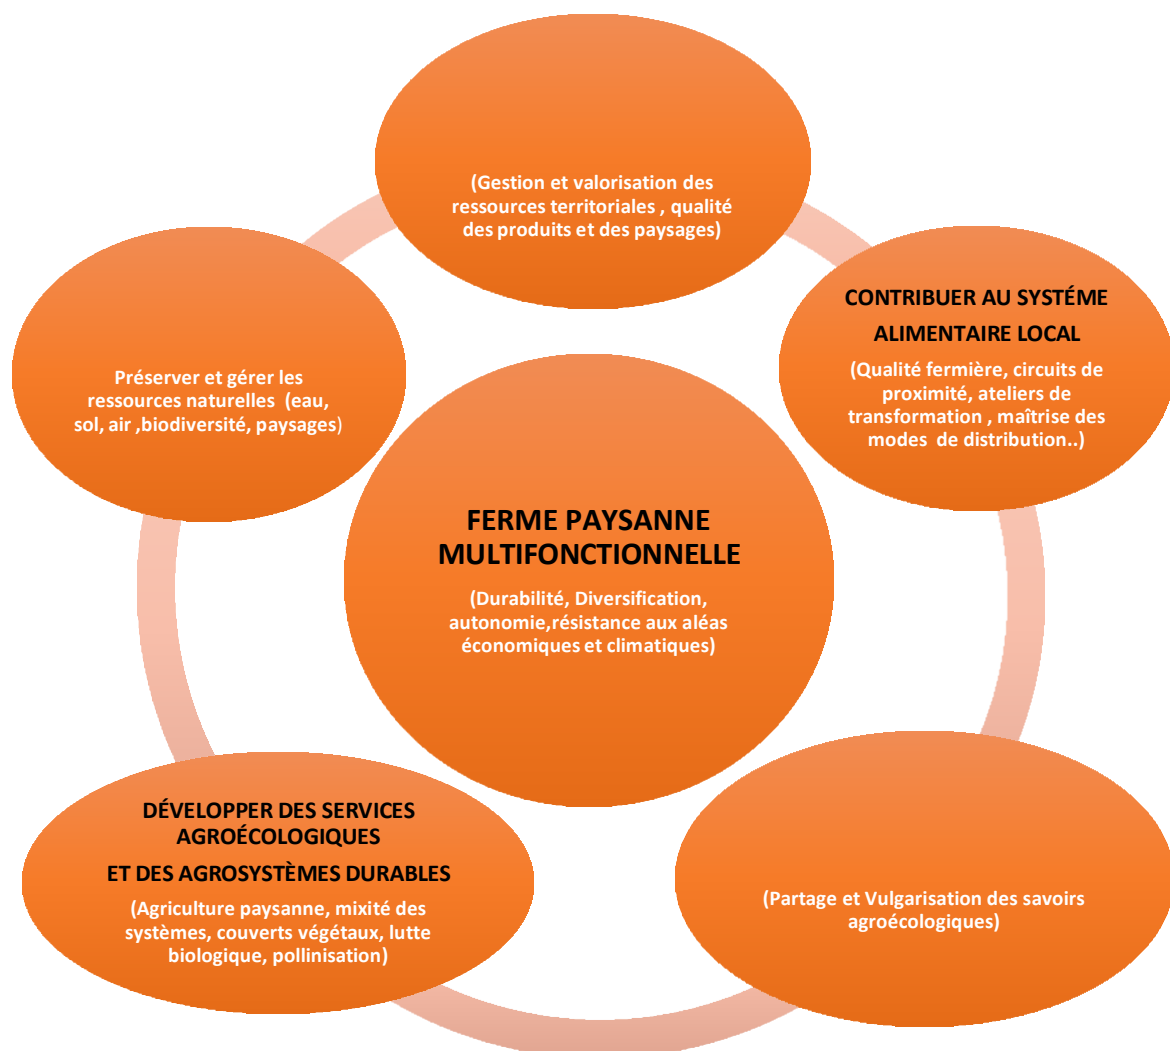 (Gestion et valorisation des
ressources territoriales , qualité
des produits et des paysages)
CONTRIBUER AU SYSTÉME
ALIMENTAIRE LOCAL
(Qualité fermière, circuits de
proximité, ateliers de
transformation , maîtrise des
modes de distribution..)
Préserver et gérer les
ressources naturelles (eau,
sol, air ,biodiversité, paysages)
FERME PAYSANNE
MULTIFONCTIONNELLE
(Durabilité, Diversification,
autonomie,résistance aux aléas
économiques et climatiques)
DÉVELOPPER DES SERVICES
AGROÉCOLOGIQUES
ET DES AGROSYSTÈMES DURABLES
(Agriculture paysanne, mixité des
systèmes, couverts végétaux, lutte
biologique, pollinisation)
(Partage et Vulgarisation des savoirs
agroécologiques)